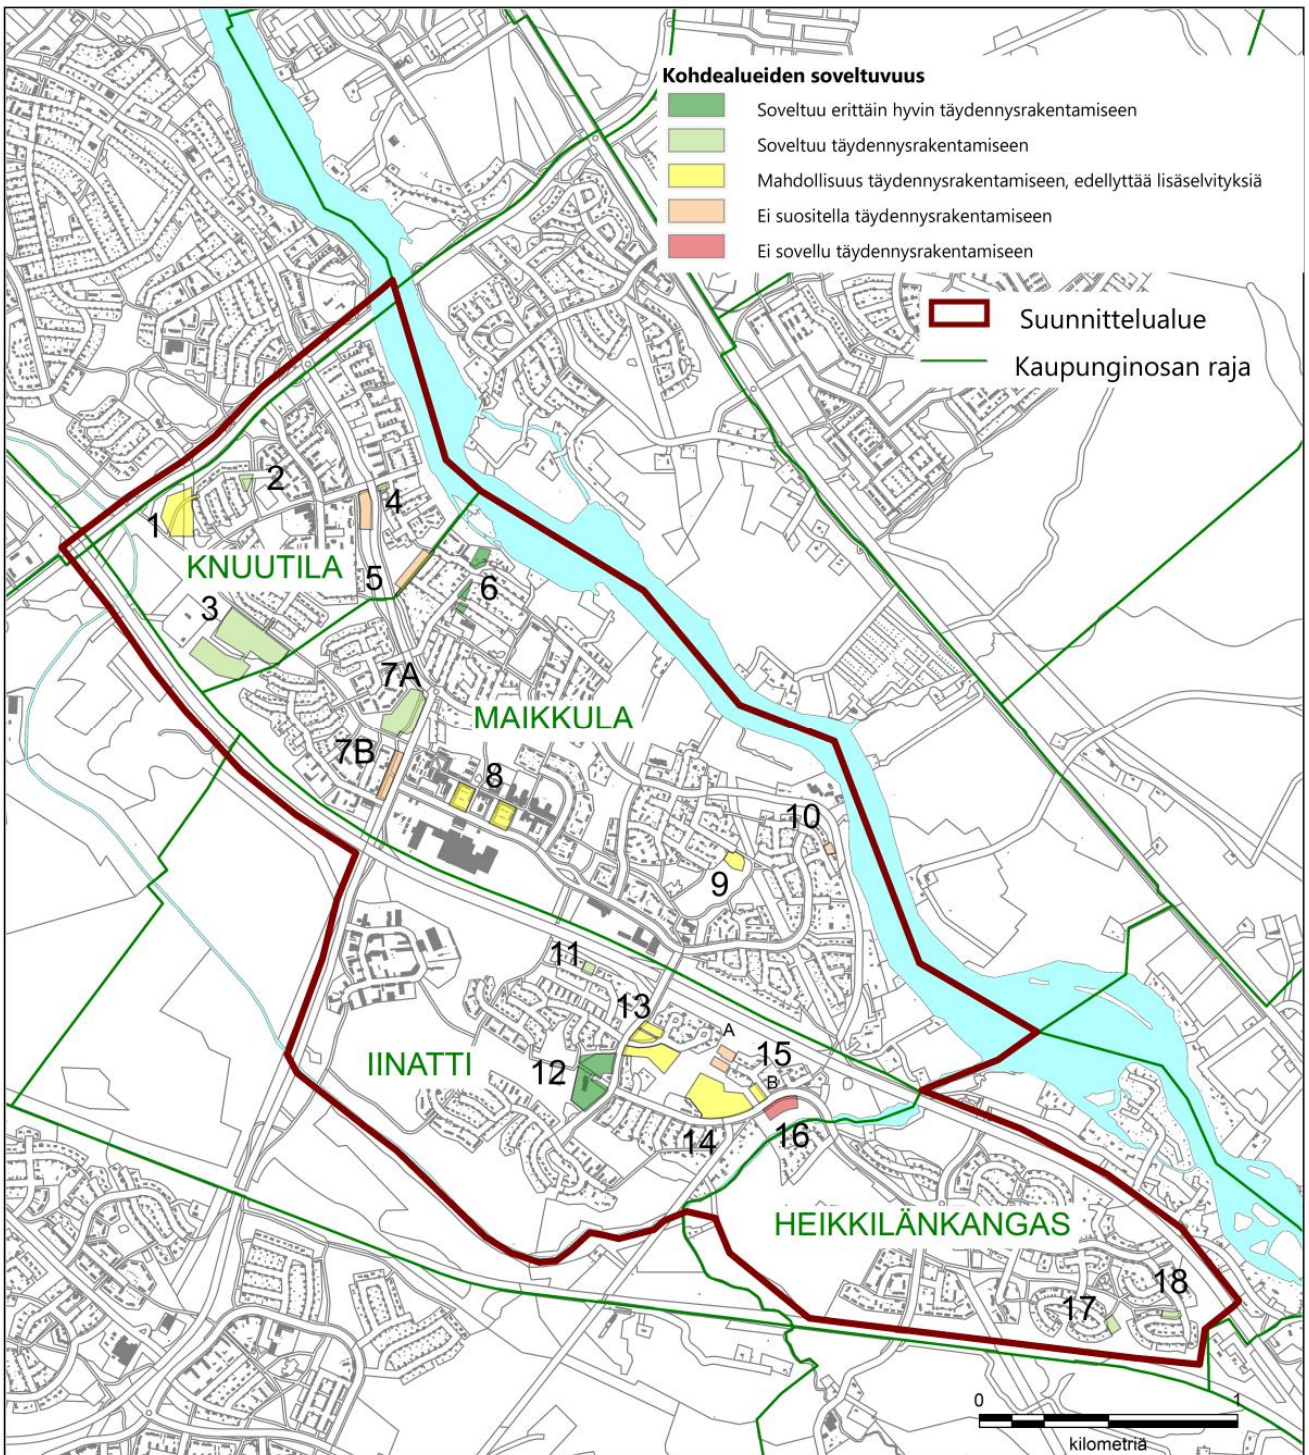 Kohdealueiden soveltuvuus
Soveltuu erittäin hyvin täydennysrakentamiseen
Soveltuu täydennysrakentamiseen
Mahdollisuus täydennysrakentamiseen, edellyttää lisäselvityksiä
Ei suositella täydennysrakentamiseen
Ei sovellu täydennysrakentamiseen
Suunnittelualue
Kaupunginosan raja
2
4
1
KNUUTILA
5
6
3
7A
MAIKKULA
7B
8
10
9
11
13
A
15
IINATTI
12
B
14
16
HEIKKILÄNKANGAS
18
17
0 1
kilometriä